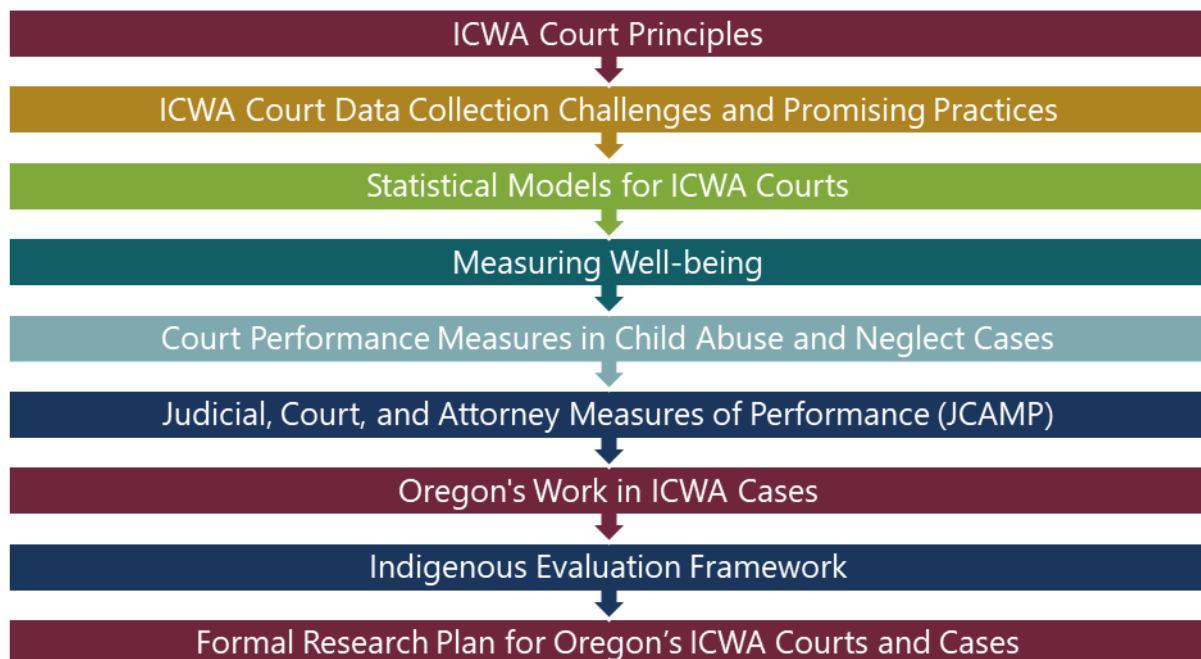 ICWA Court Principles
ICWA Court Data Collection Challenges and Promising Practices
Statistical Models for ICWA Courts
Measuring Well-being
Court Performance Measures in Child Abuse and Neglect Cases
Judicial, Court, and Attorney Measures of Performance (JCAMP)
Oregon's Work in ICWA Cases
Indigenous Evaluation Framework
Formal Research Plan for Oregon’s ICWA Courts and Cases